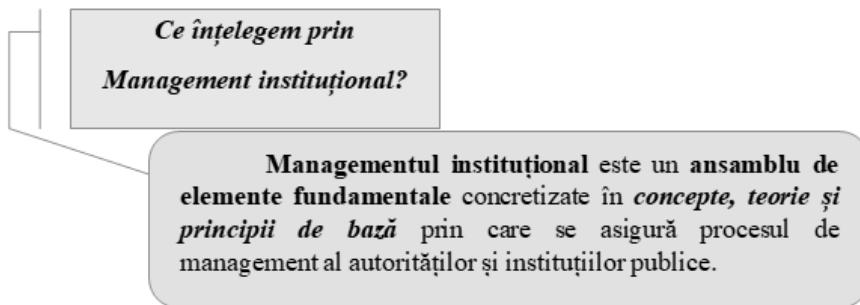 Ce înțelegem prin
Management instituțional?
Managementul instituțional este un ansamblu de
elemente fundamentale concretizate în concepte, teorie și
principii de bază prin care se asigură procesul de
management al autorităților și instituțiilor publice.